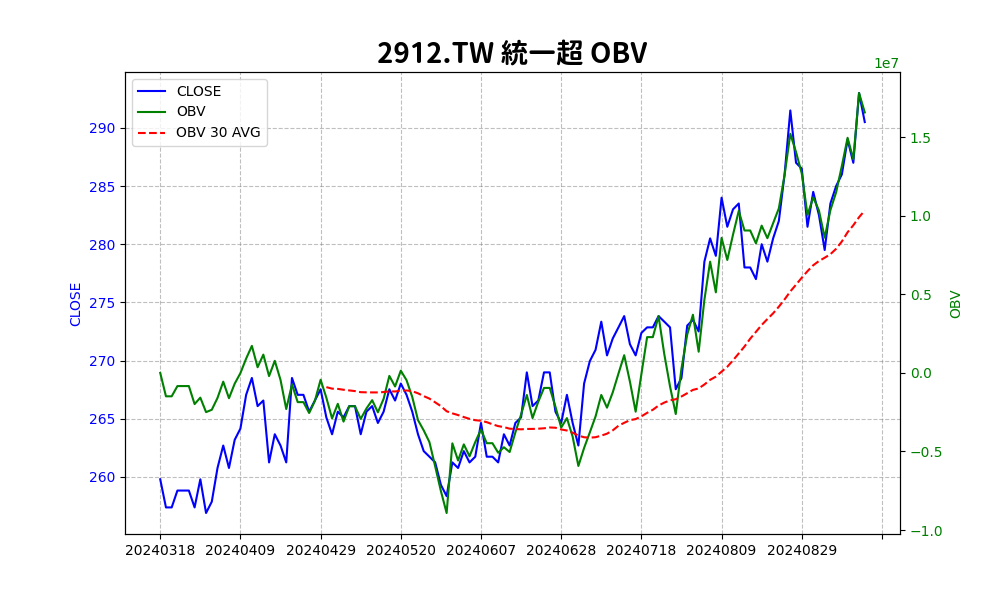 2912.TW 統一超 OBV
1e7
CLOSE
OBV
OBV 30 AVG
290
285
280
275
270
265
260
CLOSE
1.5
1.0
0.5
0.0
−0.5
−1.0
OBV
20240318 20240409 20240429 20240520 20240607 20240628 20240718 20240809 20240829